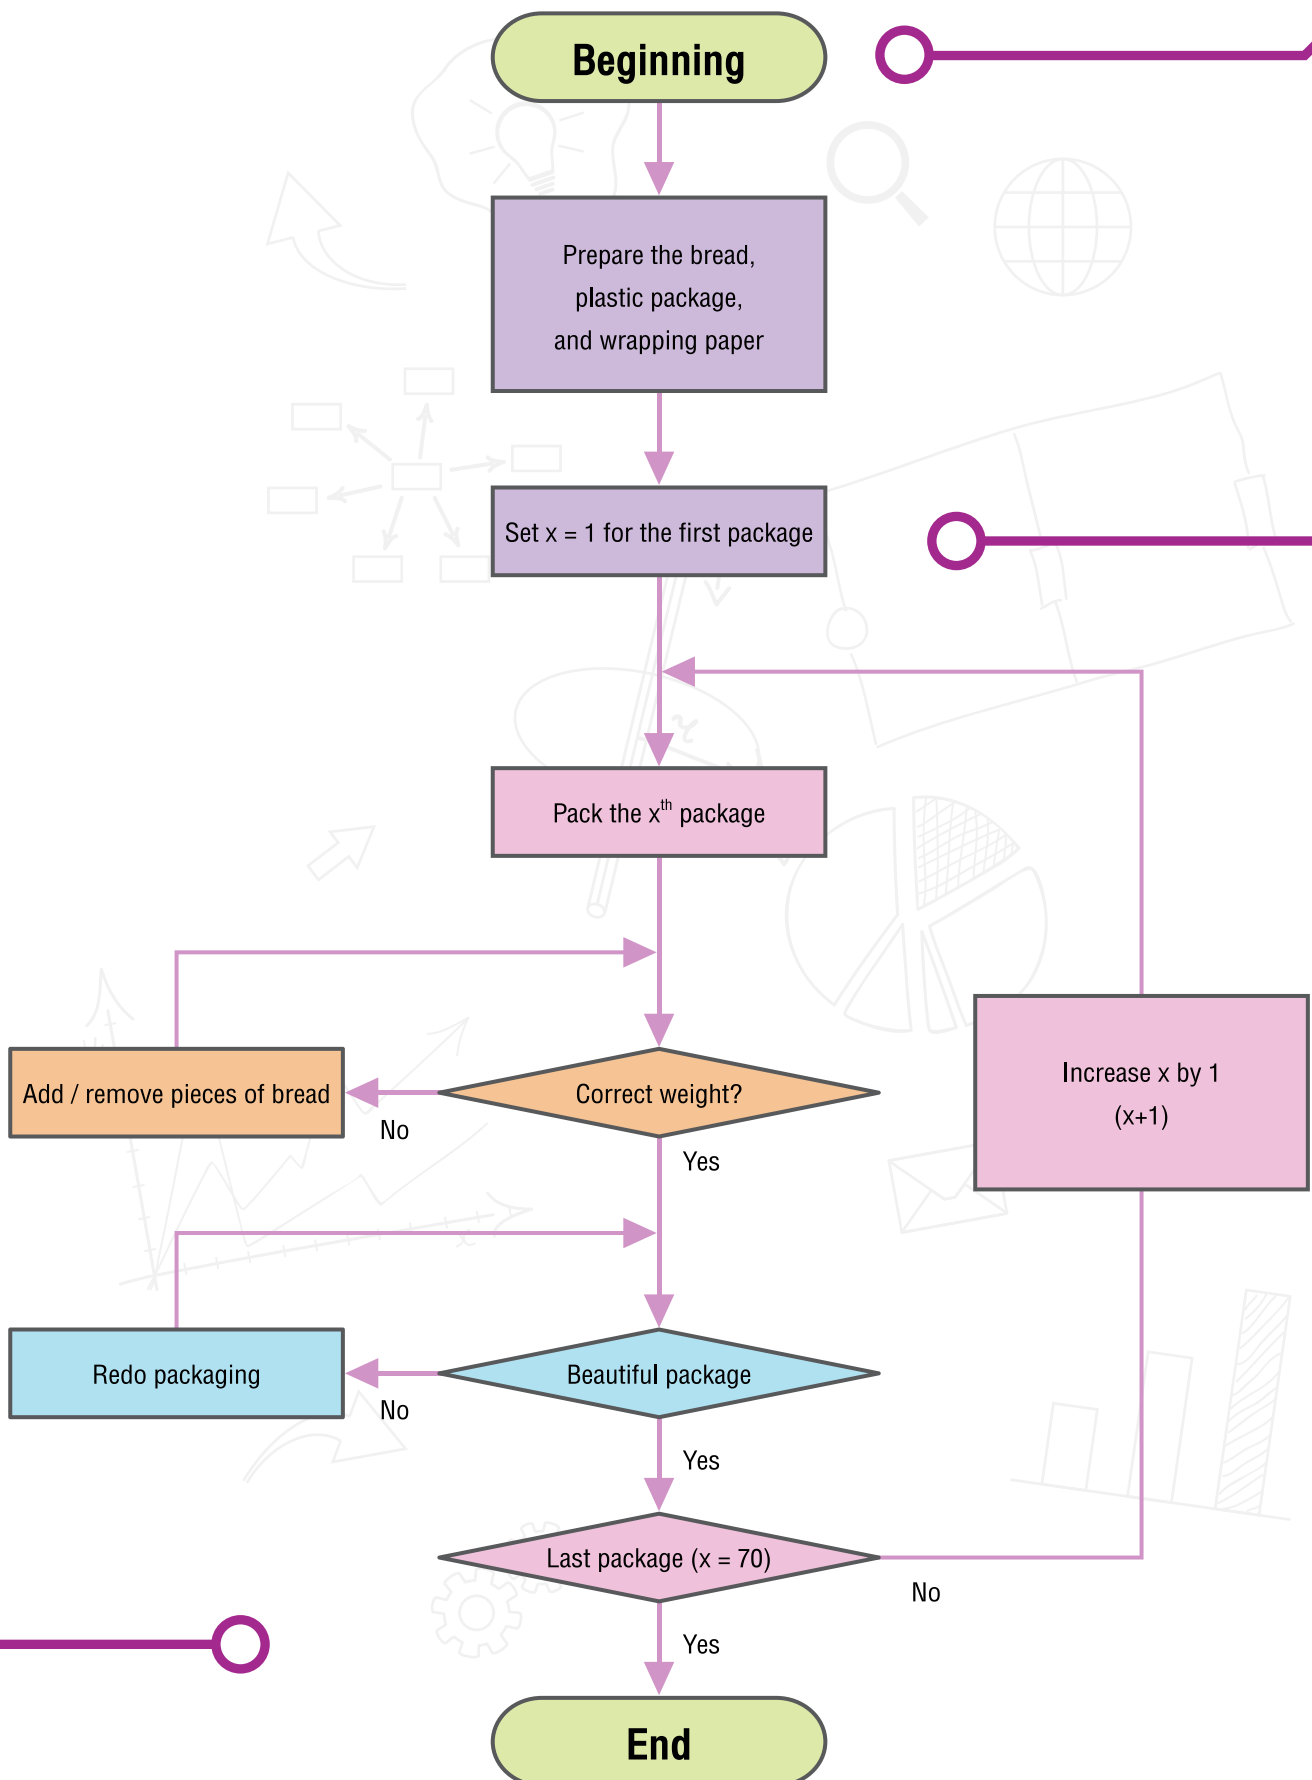 Beginning
Prepare the bread,
plastic package,
and wrapping paper
Set x = 1 for the first package
Pack the xth package
Add / remove pieces of bread
No
Correct weight?
Yes
Increase x by 1
(x+1)
Redo packaging
No
Beautiful package
Yes
Last package (x = 70)
No
Yes
End